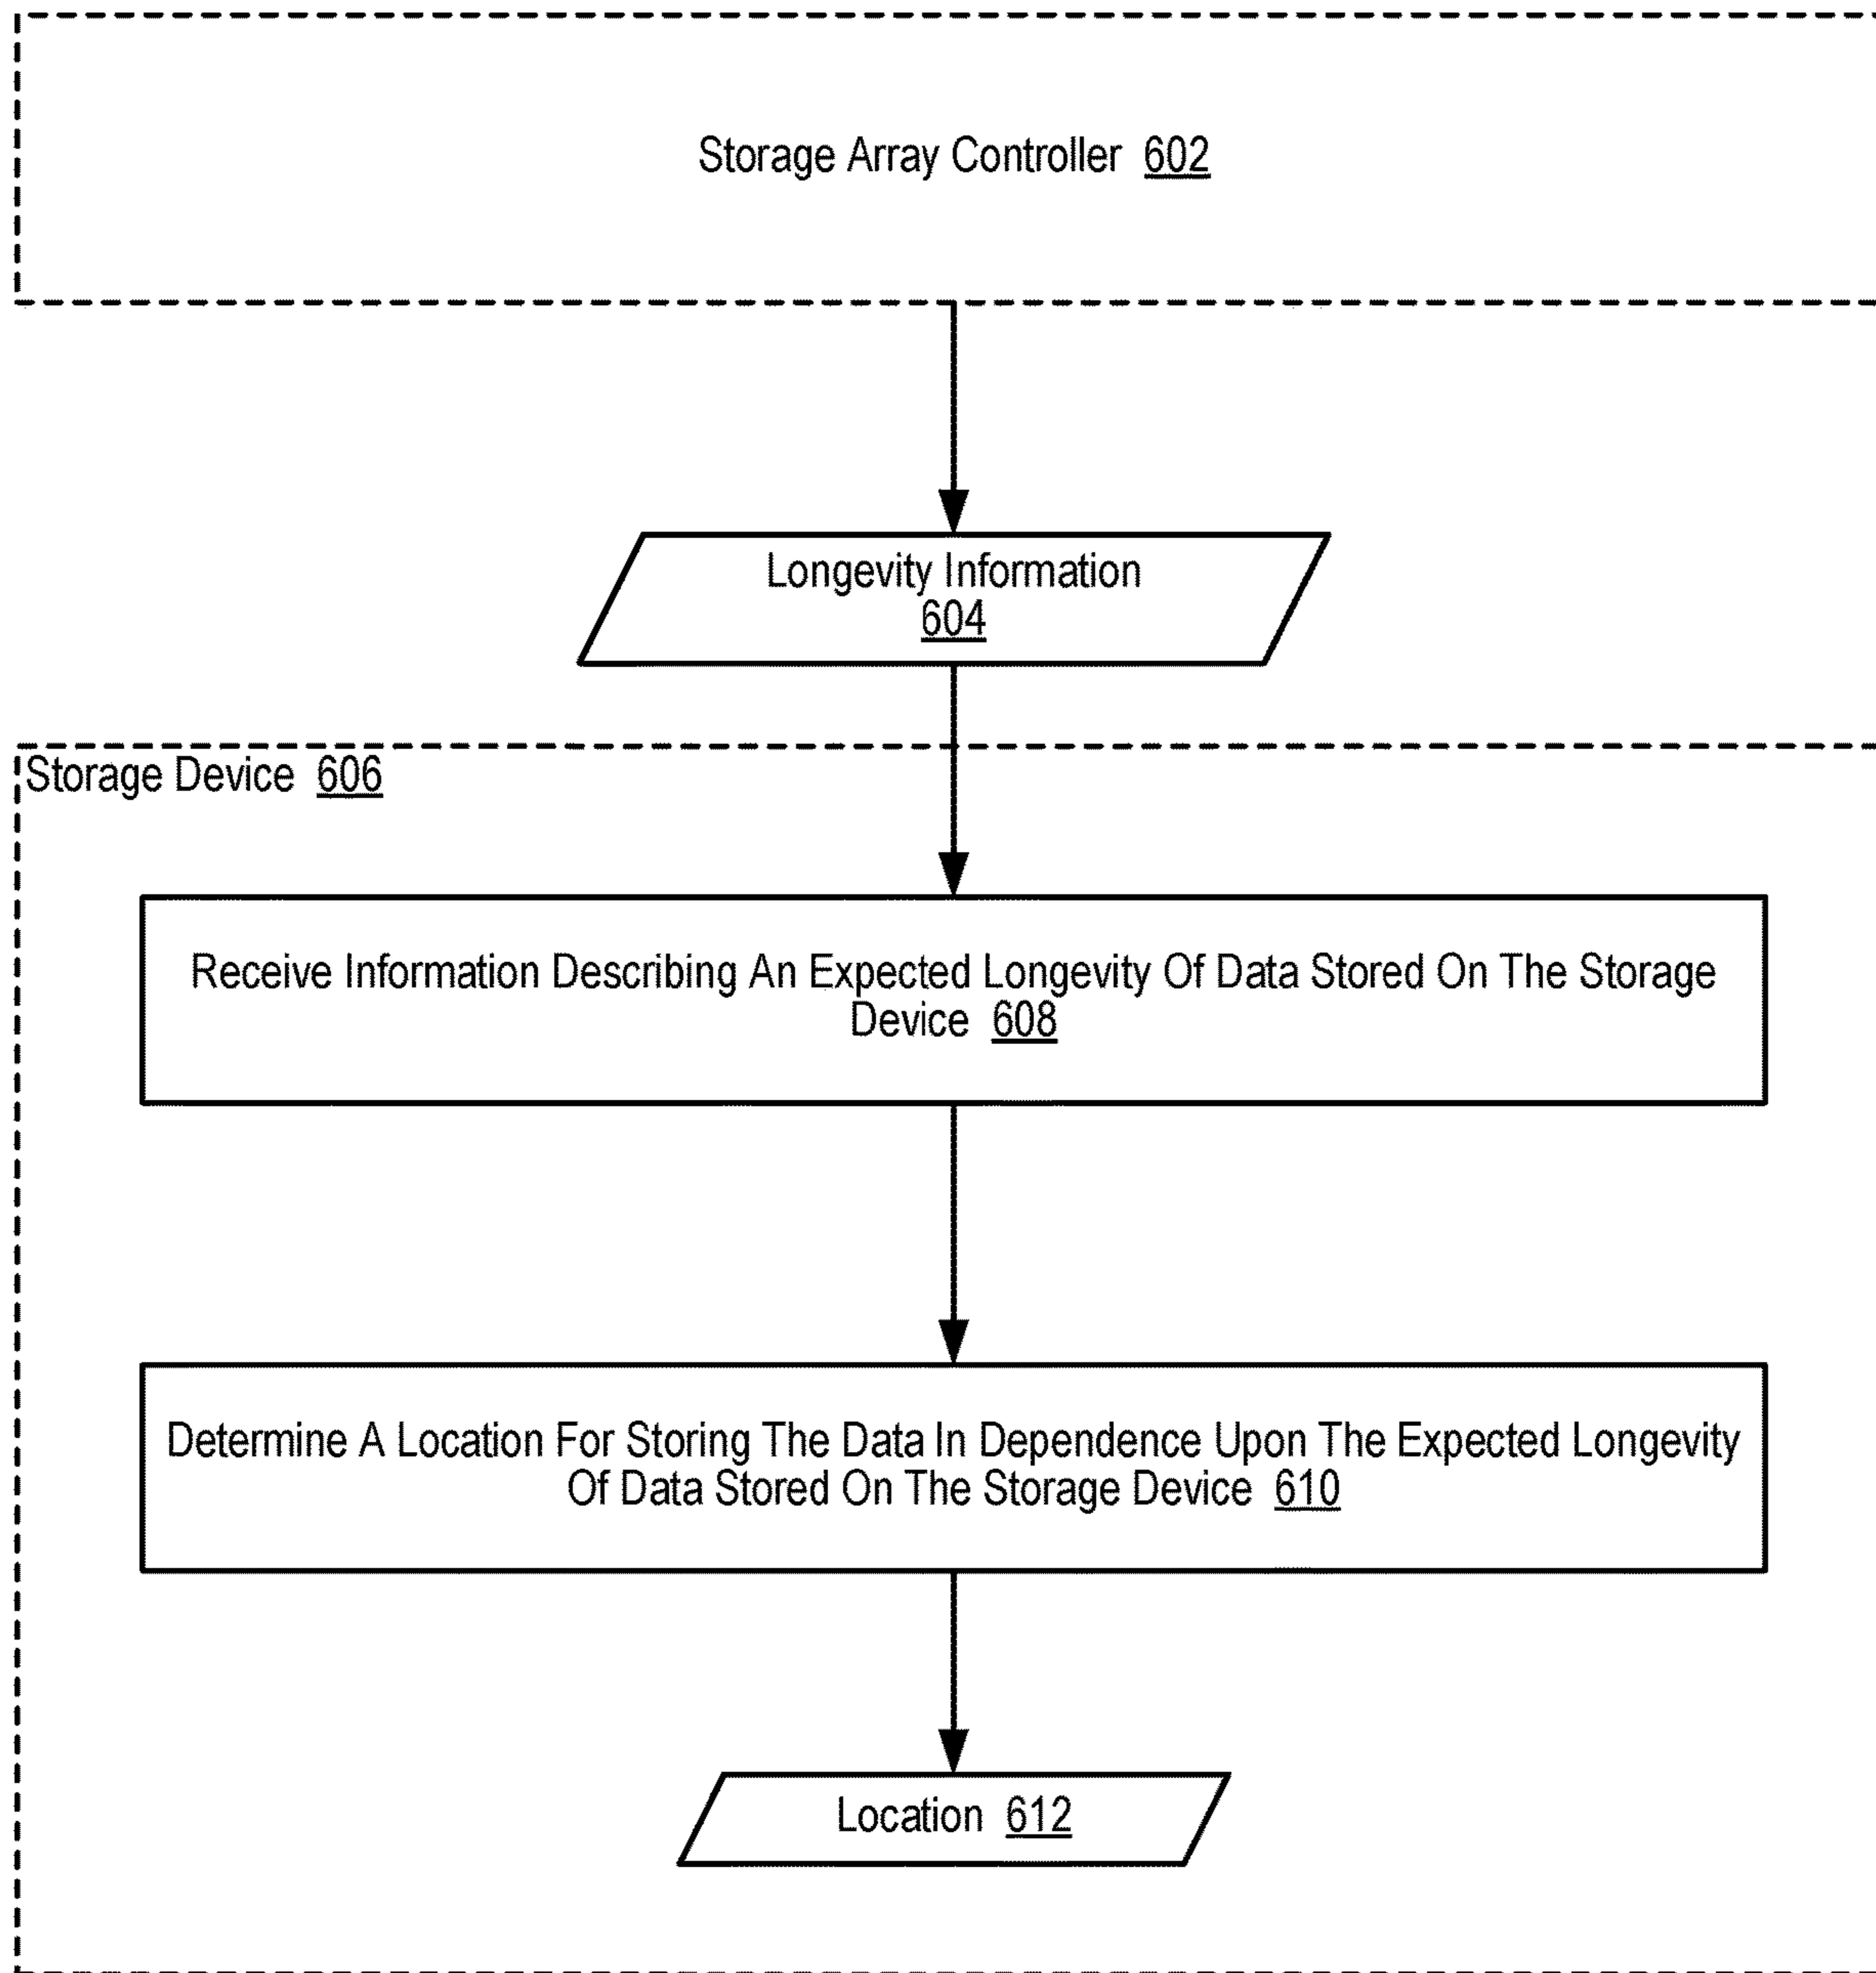 Storage Array Controller 602
Longevity Information
604
Storage Device 606
Receive Information Describing An Expected Longevity Of Data Stored On The Storage
Device 608
Determine A Location For Storing The Data In Dependence Upon The Expected Longevity
Of Data Stored On The Storage Device 610
Location 612